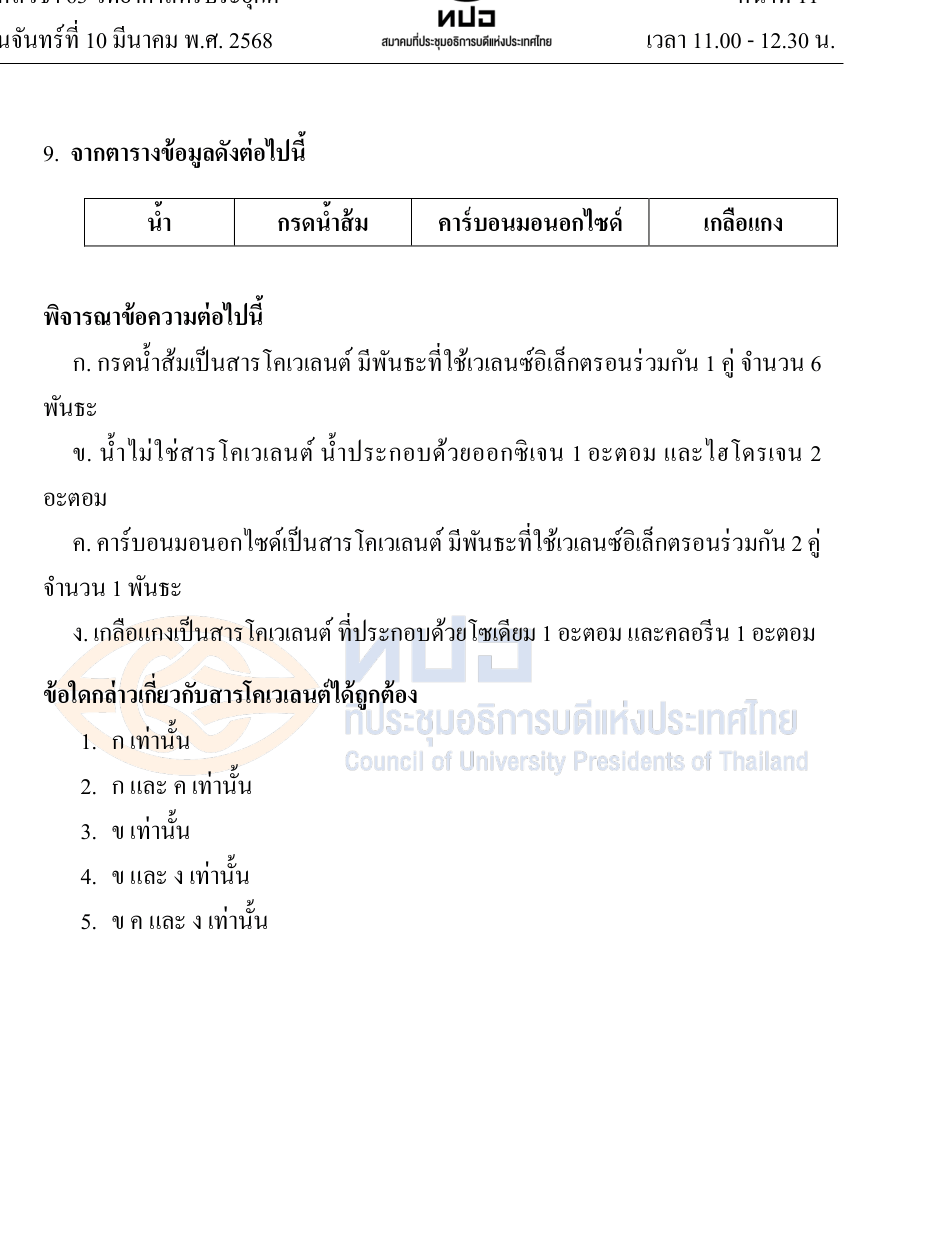 นจันทร์ที่ 10 มีนาคม พ.ศ. 2568
ทปอ
สมาคมที่ประชุมอธิการบดีแห่งประเทศไทย
เวลา 11.00 - 12.30 น.
9. จากตารางข้อมูลดังต่อไปนี้
น้ำ กรดน้ำส้ม คาร์บอนมอนอกไซด์ เกลือแกง
พิจารณาข้อความต่อไปนี้
ก. กรดน้ำส้มเป็นสารโคเวเลนต์ มีพันธะที่ใช้เวเลนซ์อิเล็กตรอนร่วมกัน 1 คู่ จำนวน 6
พันธะ
ข. น้ำไม่ใช่สารโคเวเลนต์ น้ำประกอบด้วยออกซิเจน 1 อะตอม และไฮโดรเจน 2
อะตอม
ค. คาร์บอนมอนอกไซด์เป็นสารโคเวเลนต์ มีพันธะที่ใช้เวเลนซ์อิเล็กตรอนร่วมกัน 2 คู่
จำนวน 1 พันธะ
ง. เกลือแกงเป็นสารโคเวเลนต์ ที่ประกอบด้วยโซเดียม 1 อะตอม และคลอรีน 1 อะตอม
ทปอ
ข้อใดกล่าวเกี่ยวกับสารโคเวเลนต์ได้ถูกต้อง
ที่ประชุมอธิการบดีแห่งประเทศไทย
Council of University Presidents of Thailand
1. ก เท่านั้น
2. ก และ ค เท่านั้น
3. ข เท่านั้น
4. ข และ ง เท่านั้น
5. ข ค และ ง เท่านั้น